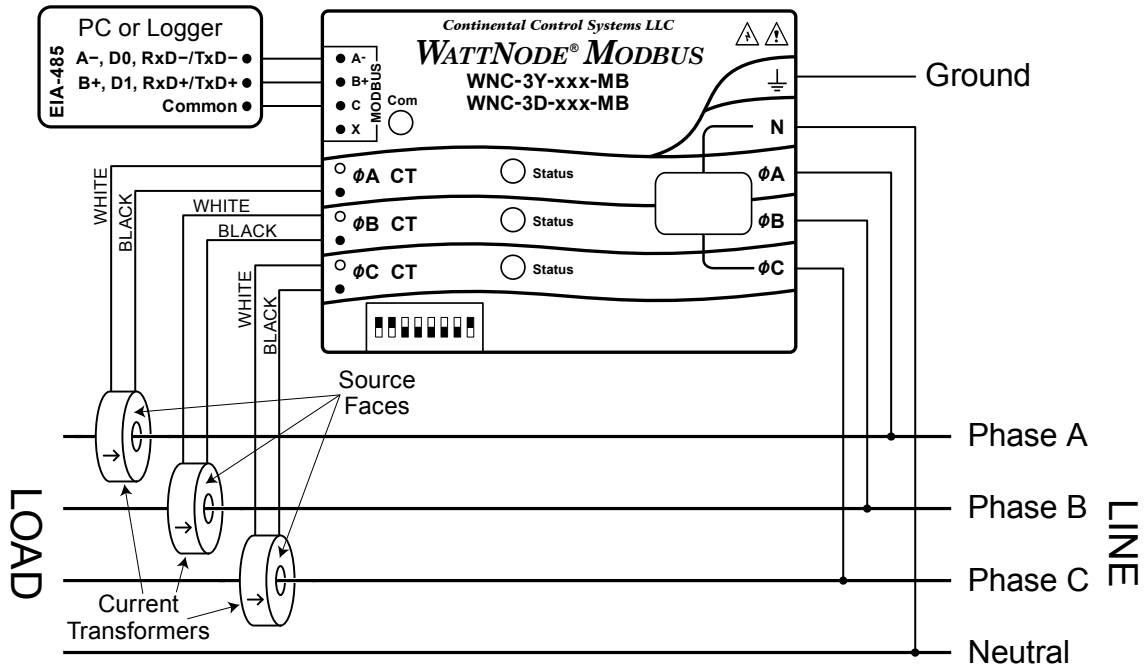 PC or Logger
EIA-485
A−, D0, RxD−/TxD−
B+, D1, RxD+/TxD+
Common
Continental Control Systems LLC
WATTNODE® MODBUS
WNC-3Y-xxx-MB
WNC-3D-xxx-MB
A-
B+
C
X
MODBUS
Com
Ground
N
ϕA CT
Status
ϕA
ϕB CT
Status
ϕB
ϕC CT
Status
ϕC
WHITE
BLACK
WHITE
BLACK
WHITE
BLACK
Source
Faces
Phase A
Phase B
Phase C
Neutral
LOAD
LINE
Current
Transformers